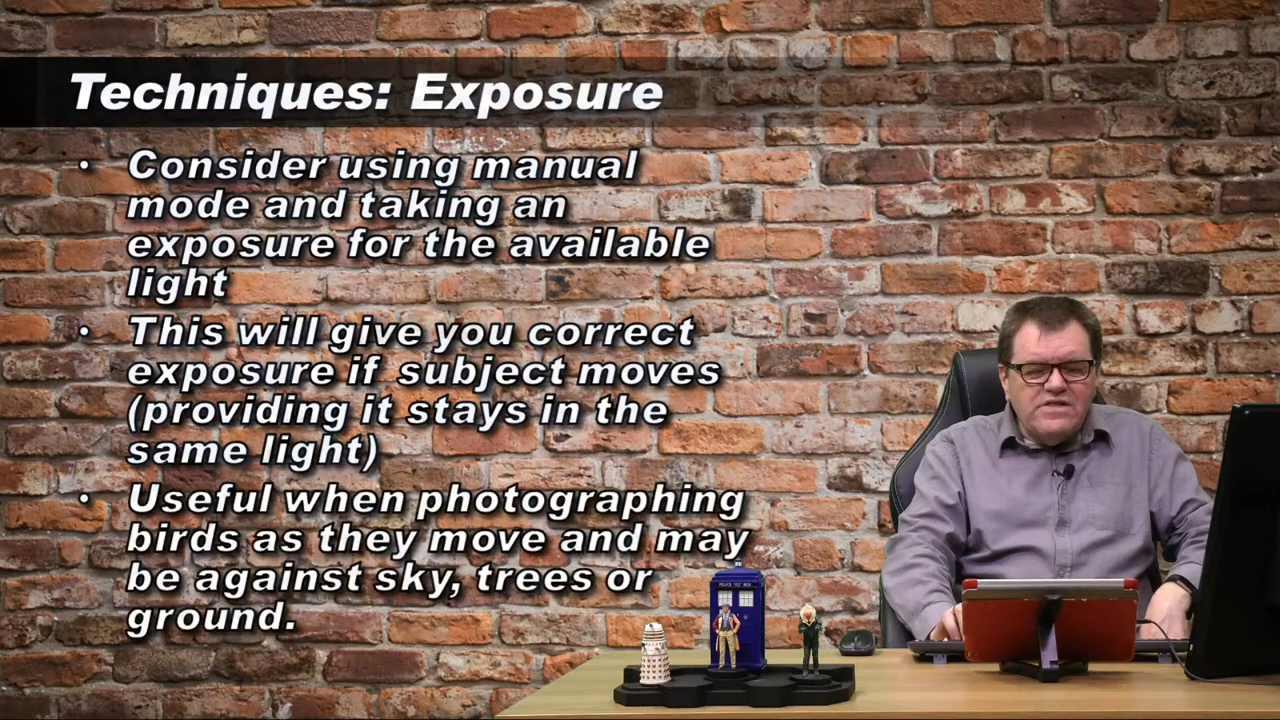 Techniques: Exposure
• Consider using manual
mode and taking an
exposure for the available
light
• This will give you correct
exposure if subject moves
(providing it stays in the
same light)
• Useful when photographing
birds as they move and may
be against sky, trees or
ground.
POLICE BOX